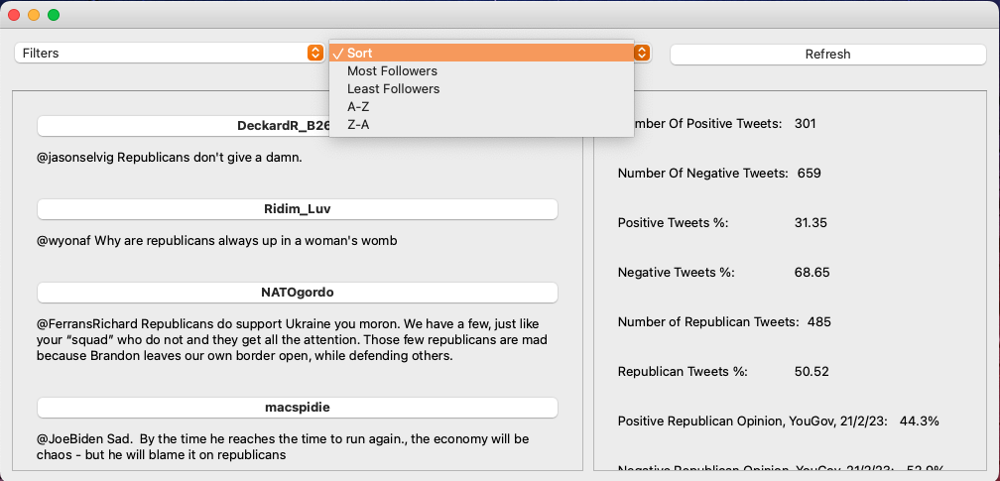 Filters
✓ Sort
Most Followers
Least Followers
A-Z
Z-A
Refresh
DeckardR_B26
@jasonselvig Republicans don't give a damn.
Ridim_Luv
@wyonaf Why are republicans always up in a woman's womb
NATOgordo
@FerransRichard Republicans do support Ukraine you moron. We have a few, just like
your “squad” who do not and they get all the attention. Those few republicans are mad
because Brandon leaves our own border open, while defending others.
macspidie
@JoeBiden Sad.  By the time he reaches the time to run again., the economy will be
chaos - but he will blame it on republicans
mber Of Positive Tweets: 301
Number Of Negative Tweets: 659
Positive Tweets %: 31.35
Negative Tweets %: 68.65
Number of Republican Tweets: 485
Republican Tweets %: 50.52
Positive Republican Opinion, YouGov, 21/2/23: 44.3%
Negative Republican Opinion, YouGov, 21/2/23: 52.9%